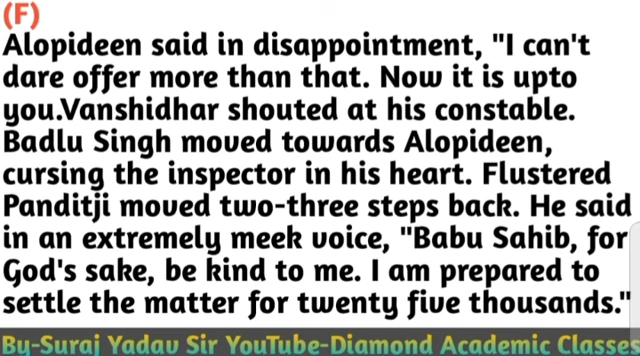 (F)
Alopideen said in disappointment, "I can't
dare offer more than that. Now it is upto
you.Vanshidhar shouted at his constable.
Badlu Singh moved towards Alopideen,
cursing the inspector in his heart. Flustered
Panditji moved two-three steps back. He said
in an extremely meek voice, "Babu Sahib, for
God's sake, be kind to me. I am prepared to
settle the matter for twenty five thousands."
By-Suraj Yadav Sir YouTube-Diamond Academic Classes